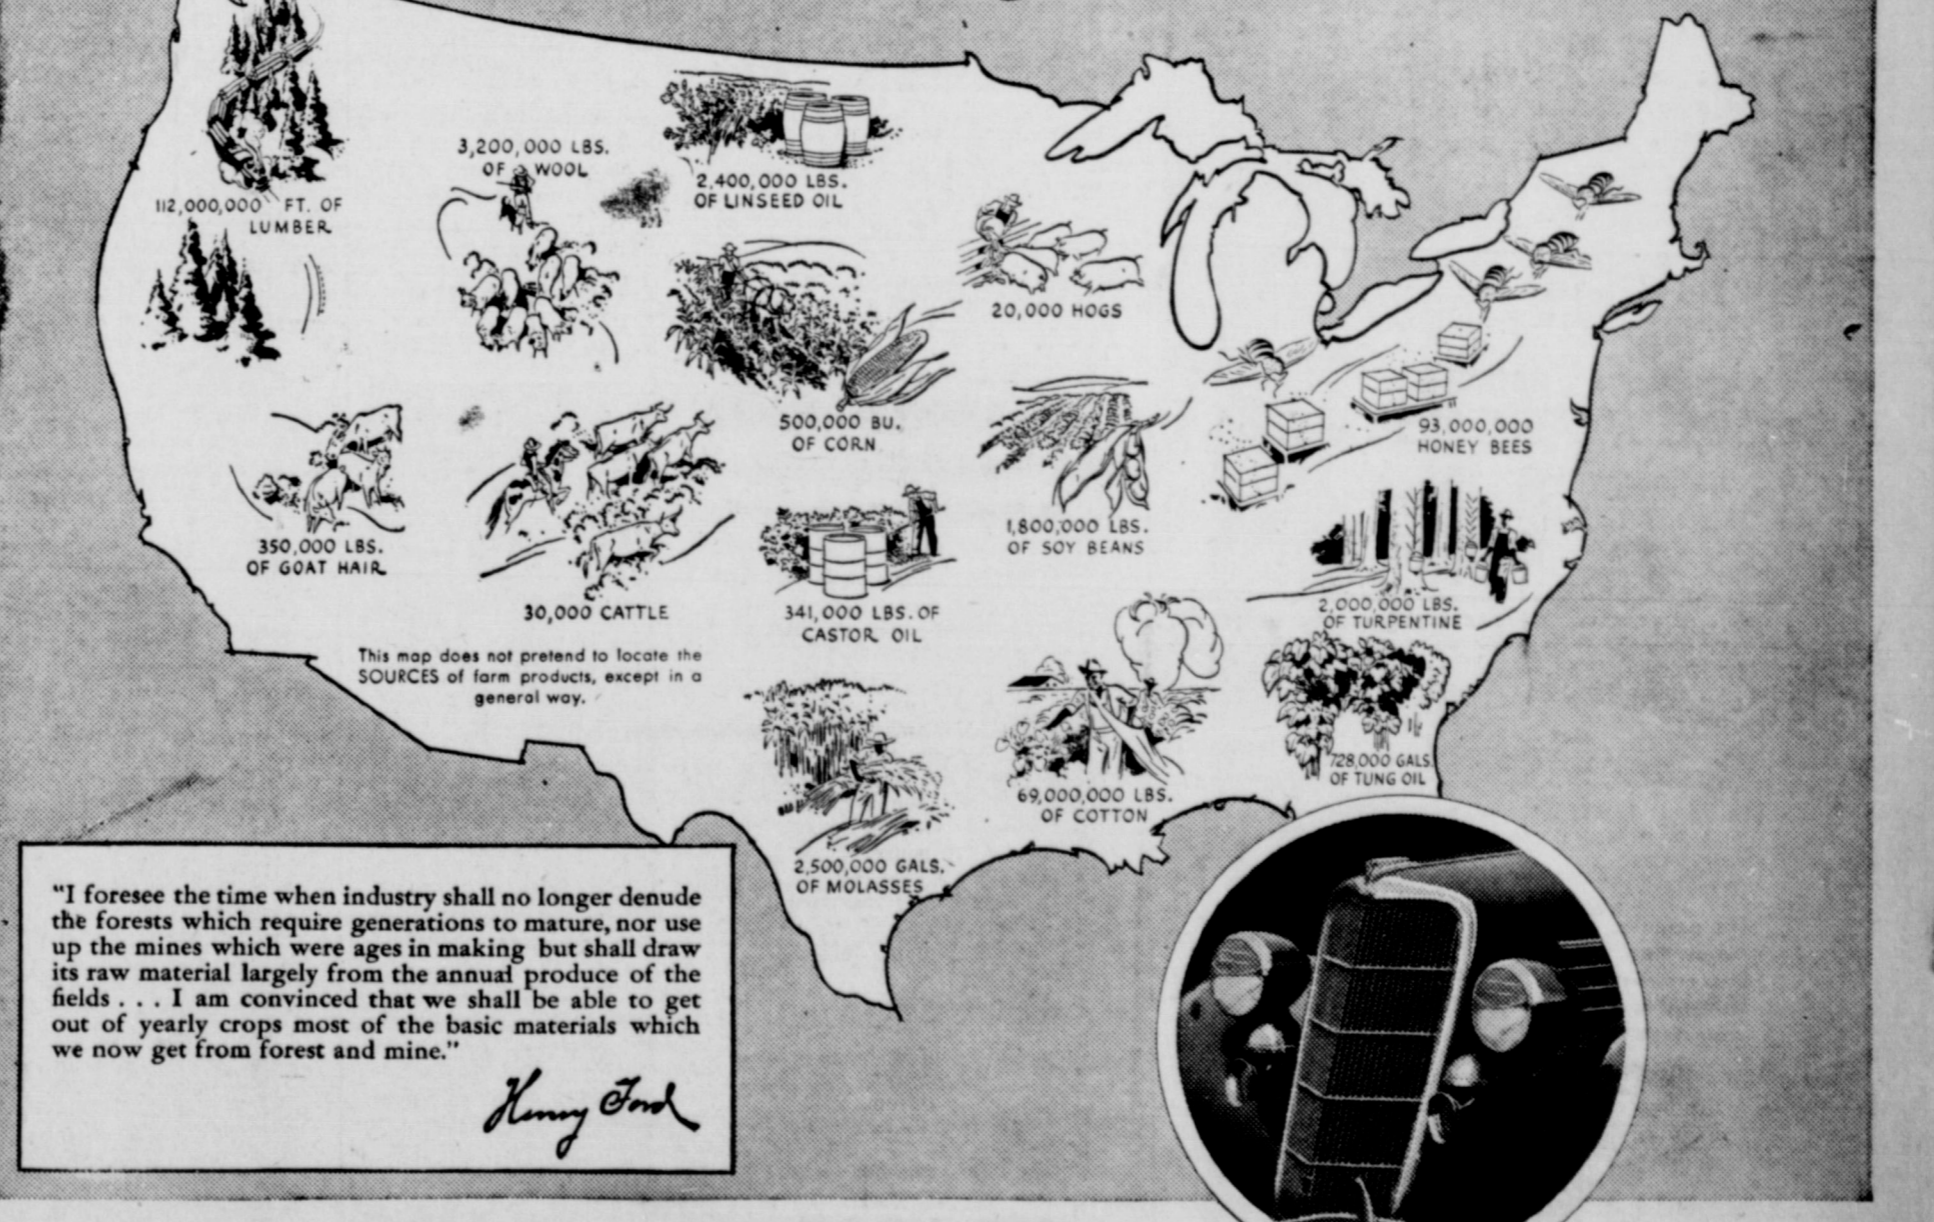 3,200,000 LBS.
OF WOOL
2,400,000 LBS.
OF LINSEED OIL
112,000,000 FT. OF
LUMBER
20,000 HOGS
500,000 BU.
OF CORN
93,000,000
HONEY BEES
1,800,000 LBS.
OF SOY BEANS
350,000 LBS.
OF GOAT HAIR
30,000 CATTLE
341,000 LBS. OF
CASTOR OIL
2,000,000 LBS.
OF TURPENTINE
This map does not pretend to locate the
SOURCES of farm products, except in a
general way.
728,000 GALS.
OF TUNG OIL
69,000,000 LBS.
OF COTTON
2,500,000 GALS.
OF MOLASSES
“I foresee the time when industry shall no longer denude
the forests which require generations to mature, nor use
up the mines which were ages in making but shall draw
its raw material largely from the annual produce of the
fields . . . I am convinced that we shall be able to get
out of yearly crops most of the basic materials which
we now get from forest and mine.”
Henry Ford